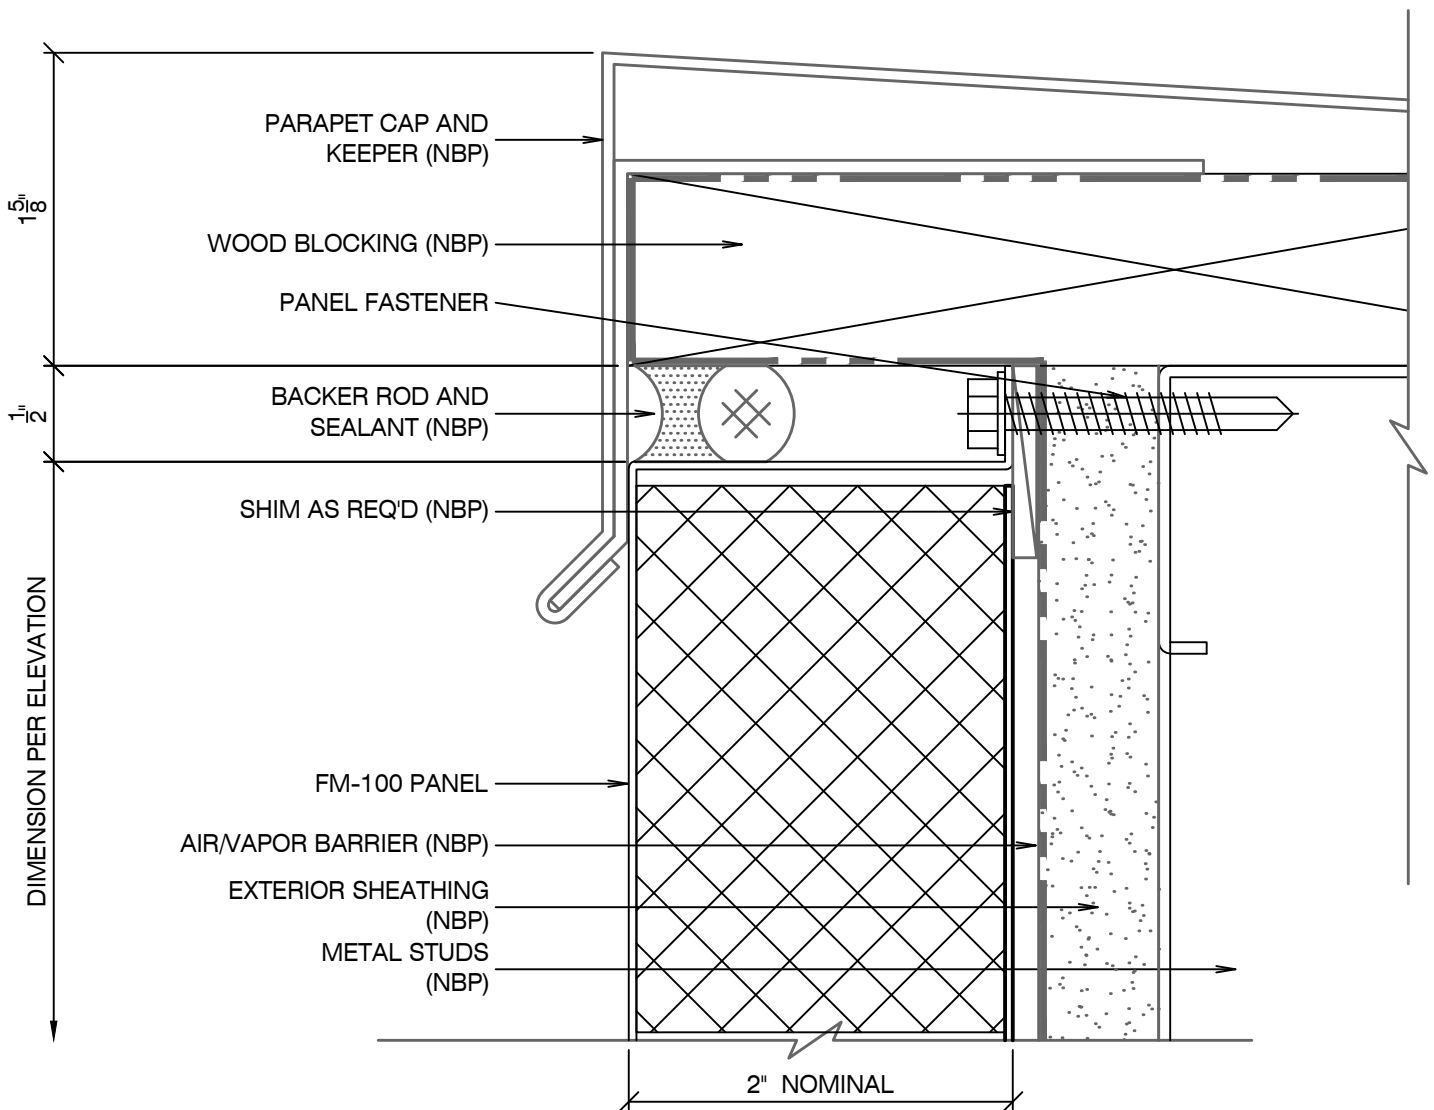 PARAPET CAP AND
KEEPER (NBP)
1 5/8"
WOOD BLOCKING (NBP)
PANEL FASTENER
BACKER ROD AND
SEALANT (NBP)
1/2"
SHIM AS REQ'D (NBP)
DIMENSION PER ELEVATION
FM-100 PANEL
AIR/VAPOR BARRIER (NBP)
EXTERIOR SHEATHING
(NBP)
METAL STUDS
(NBP)
2" NOMINAL